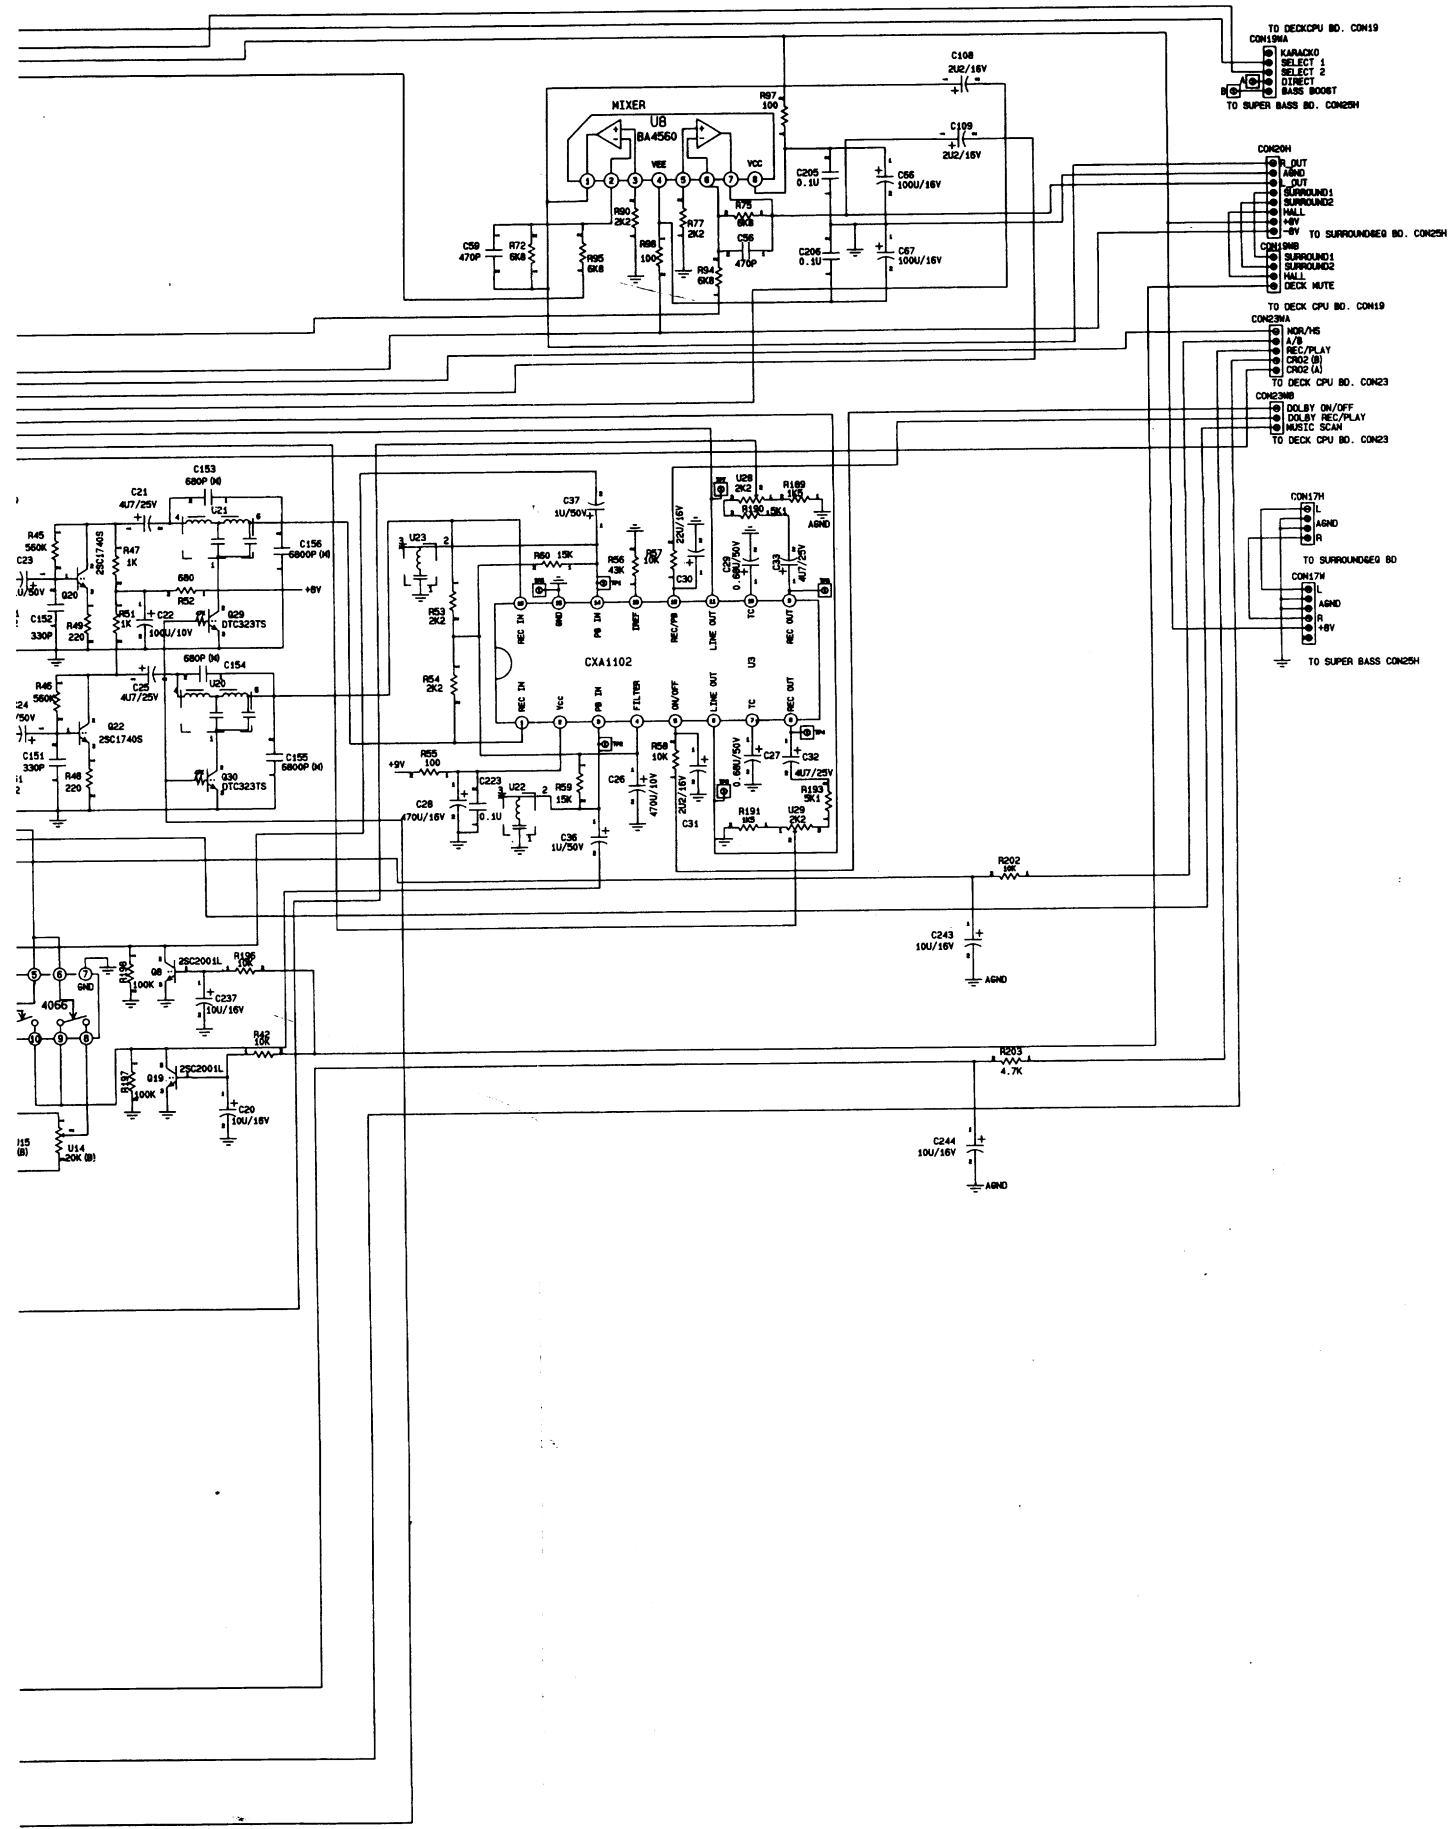 TO DECKCPU BD. CON19
CON19WA
KARACKO
SELECT 1
SELECT 2
A
DIRECT
B
BASS BOOST
TO SUPER BASS BD. CON25H
C108
2U2/16V
R97
100
MIXER
U8
BA4560
VEE
VCC
1
2
3
4
5
6
7
8
C109
2U2/16V
C205
0.1U
C66
100U/16V
R75
6K8
C56
470P
R90
2K2
R77
2K2
R98
100
C59
470P
R72
6K8
R95
6K8
R94
6K8
C206
0.1U
C67
100U/16V
CON20H
R_OUT
AGND
L_OUT
SURROUND1
SURROUND2
HALL
+8V
-8V
TO SURROUND&EQ BD. CON25H
CON19WB
SURROUND1
SURROUND2
HALL
DECK MUTE
TO DECK CPU BD. CON19
CON23WA
NOR/HS
A/B
REC/PLAY
CRO2(B)
CRO2(A)
TO DECK CPU BD. CON23
CON23WB
DOLBY ON/OFF
DOLBY REC/PLAY
MUSIC SCAN
TO DECK CPU BD. CON23
C153
680P(M)
C21
4U7/25V
U21
C156
6800P(M)
R45
560K
C23
Q20
2SC1740S
R47
1K
680
R52
+8V
C152
330P
R49
220
R51
1K
C22
100U/10V
Q29
DTC323TS
680P(M)
C154
C25
4U7/25V
U20
R46
560K
Q22
2SC1740S
C151
330P
R48
220
Q30
DTC323TS
C155
6800P(M)
C37
1U/50V
U23
R60 15K
R56
43K
R57
10K
22U/16V
C30
U28
2K2
R189
1K5
R190 15K1
AGND
C29
0.68U/50V
C33
4U7/25V
R53
2K2
R54
2K2
REC IN
GND
PB IN
IREF
REC/PB
LINE OUT
TC
REC OUT
CXA1102
U3
REC IN
Vcc
PB IN
FILTER
ON/OFF
LINE OUT
TC
REC OUT
+9V
R55
100
C28
470U/16V
C223
0.1U
U22
R59
15K
C26
470U/10V
C36
1U/50V
R58
10K
2U2/16V
C31
C27
0.68U/50V
C32
4U7/25V
R193
5K1
R191
1K5
U29
2K2
CON17H
L
AGND
R
TO SURROUND&EQ BD
CON17W
L
AGND
R
+8V
TO SUPER BASS CON25H
R202
10K
C243
10U/16V
AGND
5
6
7
GND
4066
10
9
8
R198
100K
Q8
2SC2001L
R196
10K
C237
10U/16V
R42
10K
R197
100K
Q19
2SC2001L
C20
10U/16V
U14
20K(B)
R203
4.7K
C244
10U/16V
AGND